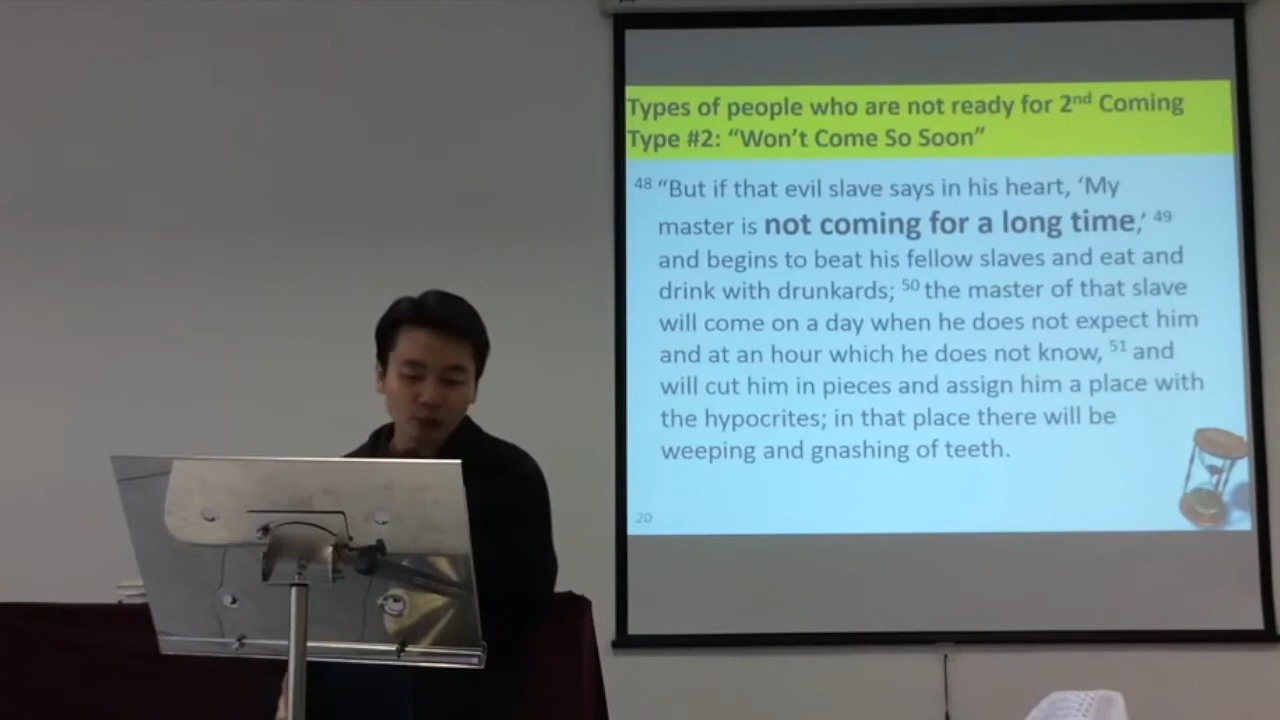 Types of people who are not ready for 2nd Coming
Type #2: “Won’t Come So Soon”
48 “But if that evil slave says in his heart, ‘My
master is not coming for a long time,’ 49
and begins to beat his fellow slaves and eat and
drink with drunkards; 50 the master of that slave
will come on a day when he does not expect him
and at an hour which he does not know, 51 and
will cut him in pieces and assign him a place with
the hypocrites; in that place there will be
weeping and gnashing of teeth.
20